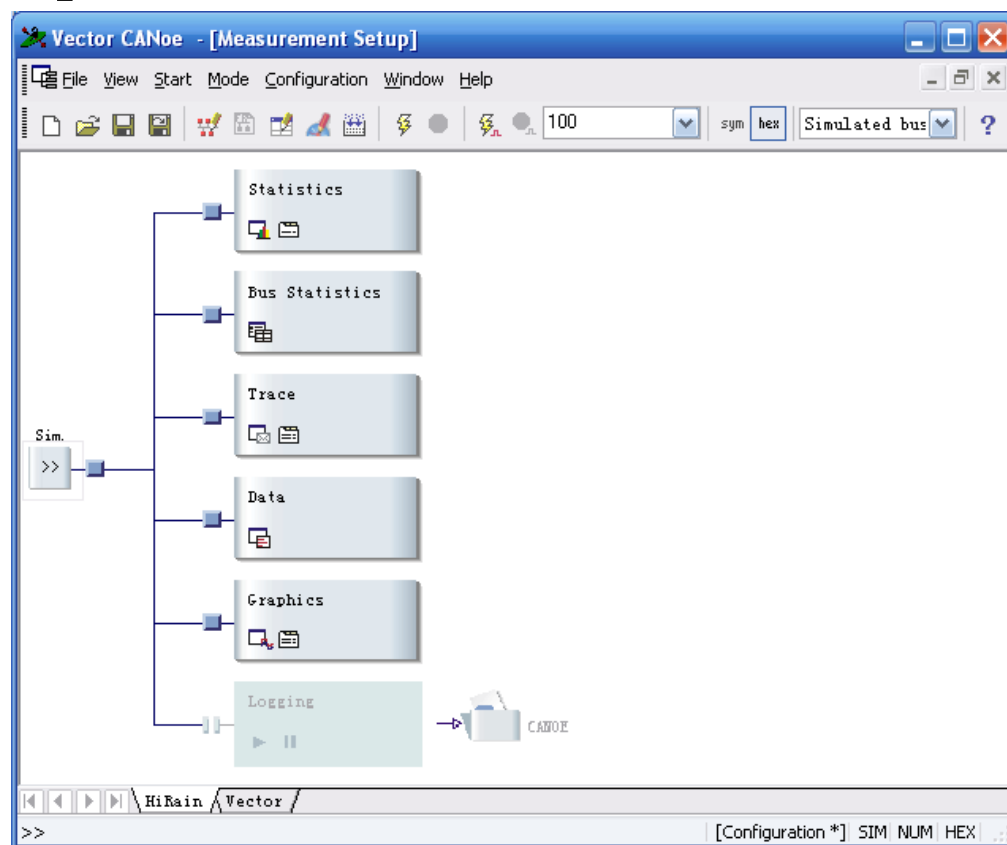 Vector CANoe - [Measurement Setup]
File View Start Mode Configuration Window Help
100 sym hex Simulated bus ?
Statistics
Bus Statistics
Trace
Sim.
>>
Data
Graphics
Logging
CANOE
HiRain Vector
>> [Configuration *] SIM NUM HEX